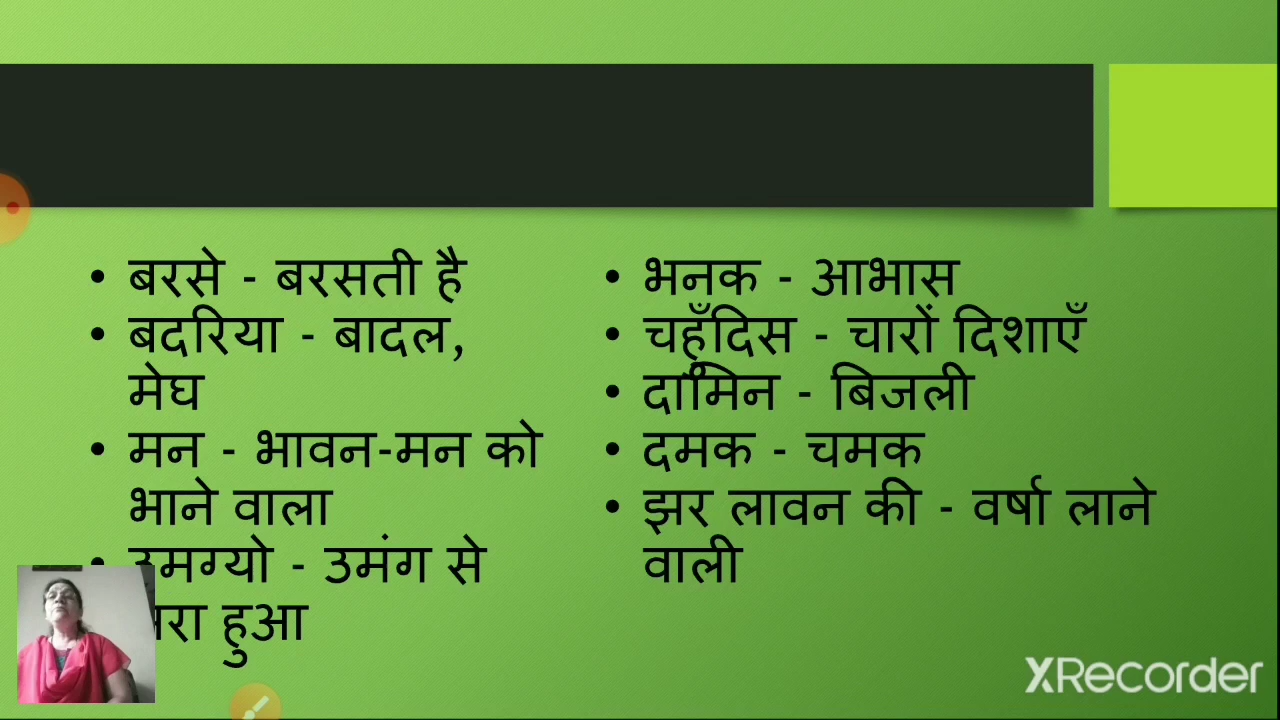 • बरसे - बरसती है
• बदरिया - बादल,
मेघ
• मन - भावन-मन को
भाने वाला
• उमग्यो - उमंग से
हुआ
• भनक - आभास
• चहुँदिस - चारों दिशाएँ
• दामिन - बिजली
• दमक - चमक
• झर लावन की - वर्षा लाने
वाली
XRecorder